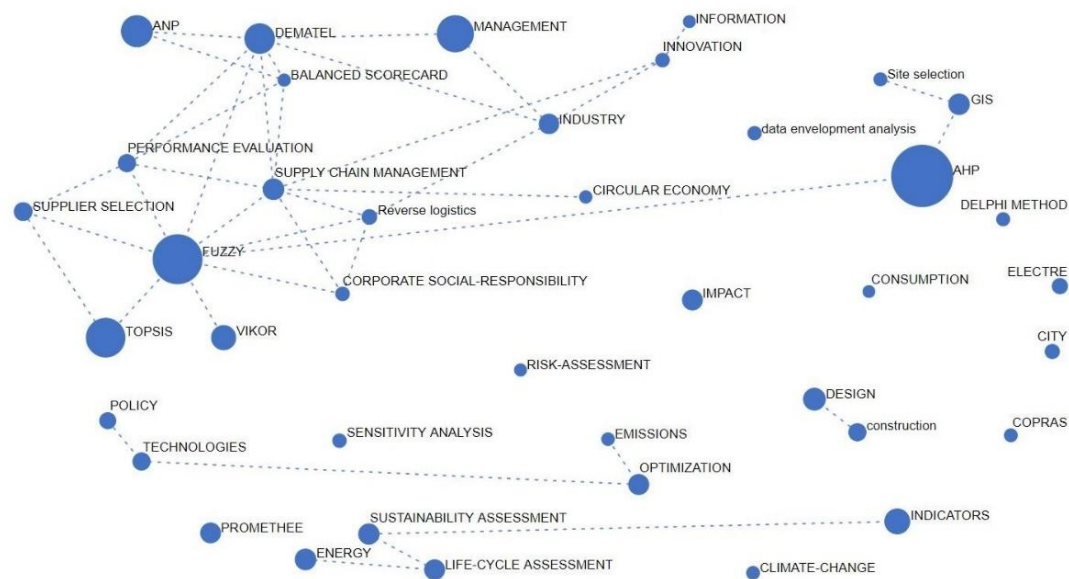 ANP
DEMATEL
MANAGEMENT
INFORMATION
INNOVATION
BALANCED SCORECARD
Site selection
GIS
INDUSTRY
data envelopment analysis
PERFORMANCE EVALUATION
SUPPLY CHAIN MANAGEMENT
AHP
CIRCULAR ECONOMY
SUPPLIER SELECTION
Reverse logistics
DELPHI METHOD
FUZZY
CORPORATE SOCIAL-RESPONSIBILITY
CONSUMPTION
ELECTRE
IMPACT
TOPSIS
VIKOR
CITY
RISK-ASSESSMENT
DESIGN
POLICY
construction
COPRAS
SENSITIVITY ANALYSIS
EMISSIONS
TECHNOLOGIES
OPTIMIZATION
SUSTAINABILITY ASSESSMENT
INDICATORS
PROMETHEE
ENERGY
LIFE-CYCLE ASSESSMENT
CLIMATE-CHANGE